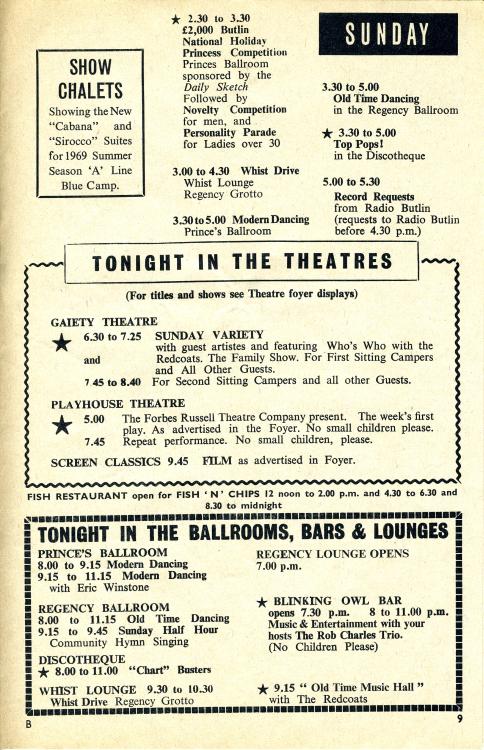 SHOW
CHALETS
Showing the New
"Cabana" and
"Sirocco" Suites
for 1969 Summer
Season 'A' Line
Blue Camp.
★ 2.30 to 3.30
£2,000 Butlin
National Holiday
Princess Competition
Princes Ballroom
sponsored by the
Daily Sketch
Followed by
Novelty Competition
for men, and
Personality Parade
for Ladies over 30
3.00 to 4.30 Whist Drive
Whist Lounge
Regency Grotto
3.30 to 5.00 Modern Dancing
Prince's Ballroom
SUNDAY
3.30 to 5.00
Old Time Dancing
in the Regency Ballroom
★ 3.30 to 5.00
Top Pops!
in the Discotheque
5.00 to 5.30
Record Requests
from Radio Butlin
(requests to Radio Butlin
before 4.30 p.m.)
TONIGHT IN THE THEATRES
(For titles and shows see Theatre foyer displays)
GAIETY THEATRE
★ 6.30 to 7.25 SUNDAY VARIETY
with guest artistes and featuring Who's Who with the
and Redcoats. The Family Show. For First Sitting Campers
and All Other Guests.
7 45 to 8.40 For Second Sitting Campers and all other Guests.
PLAYHOUSE THEATRE
★ 5.00 The Forbes Russell Theatre Company present. The week's first
play. As advertised in the Foyer. No small children please.
7.45 Repeat performance. No small children, please.
SCREEN CLASSICS 9.45 FILM as advertised in Foyer.
FISH RESTAURANT open for FISH 'N' CHIPS 12 noon to 2.00 p.m. and 4.30 to 6.30 and
8.30 to midnight
TONIGHT IN THE BALLROOMS, BARS & LOUNGES
PRINCE'S BALLROOM
8.00 to 9.15 Modern Dancing
9.15 to 11.15 Modern Dancing
with Eric Winstone
REGENCY BALLROOM
8.00 to 11.15 Old Time Dancing
9.15 to 9.45 Sunday Half Hour
Community Hymn Singing
DISCOTHEQUE
★ 8.00 to 11.00 "Chart" Busters
WHIST LOUNGE 9.30 to 10.30
Whist Drive Regency Grotto
REGENCY LOUNGE OPENS
7.00 p.m.
★ BLINKING OWL BAR
opens 7.30 p.m. 8 to 11.00 p.m.
Music & Entertainment with your
hosts The Rob Charles Trio.
(No Children Please)
★ 9.15 " Old Time Music Hall "
with The Redcoats
B
9